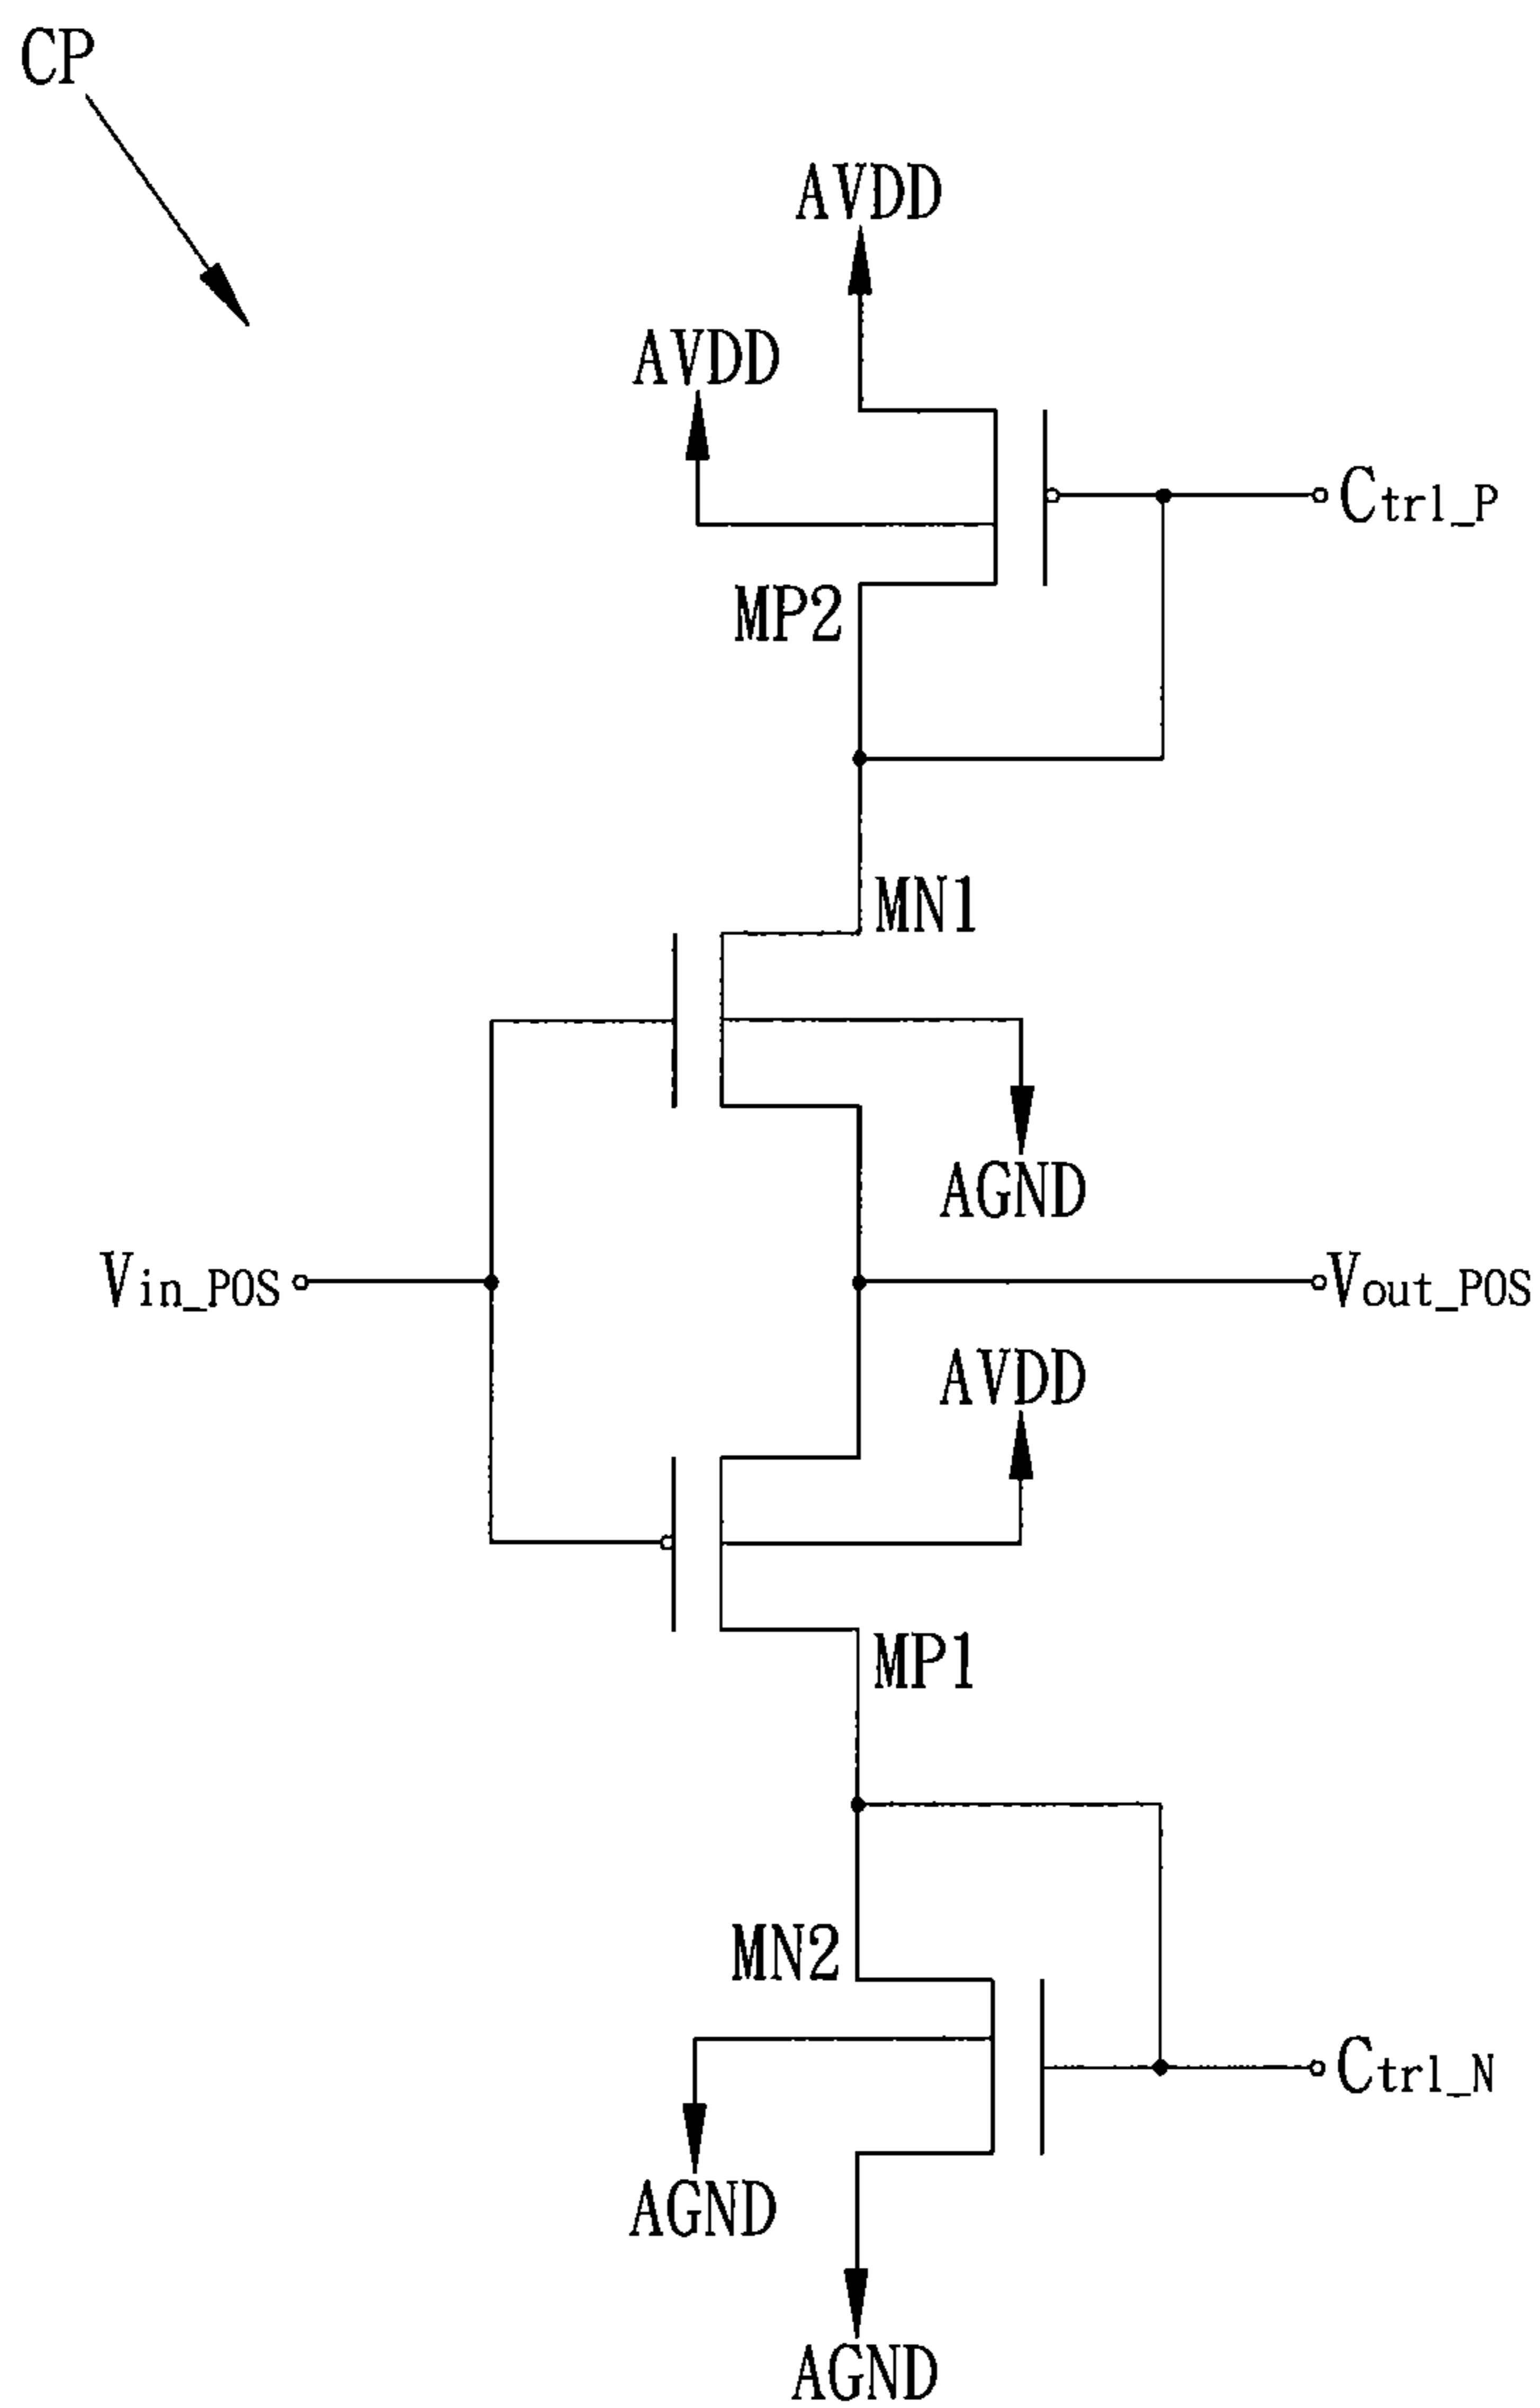 CP
AVDD
AVDD
Ctrl_P
MP2
MN1
AGND
Vin_POS
Vout_POS
AVDD
MP1
MN2
Ctrl_N
AGND
AGND